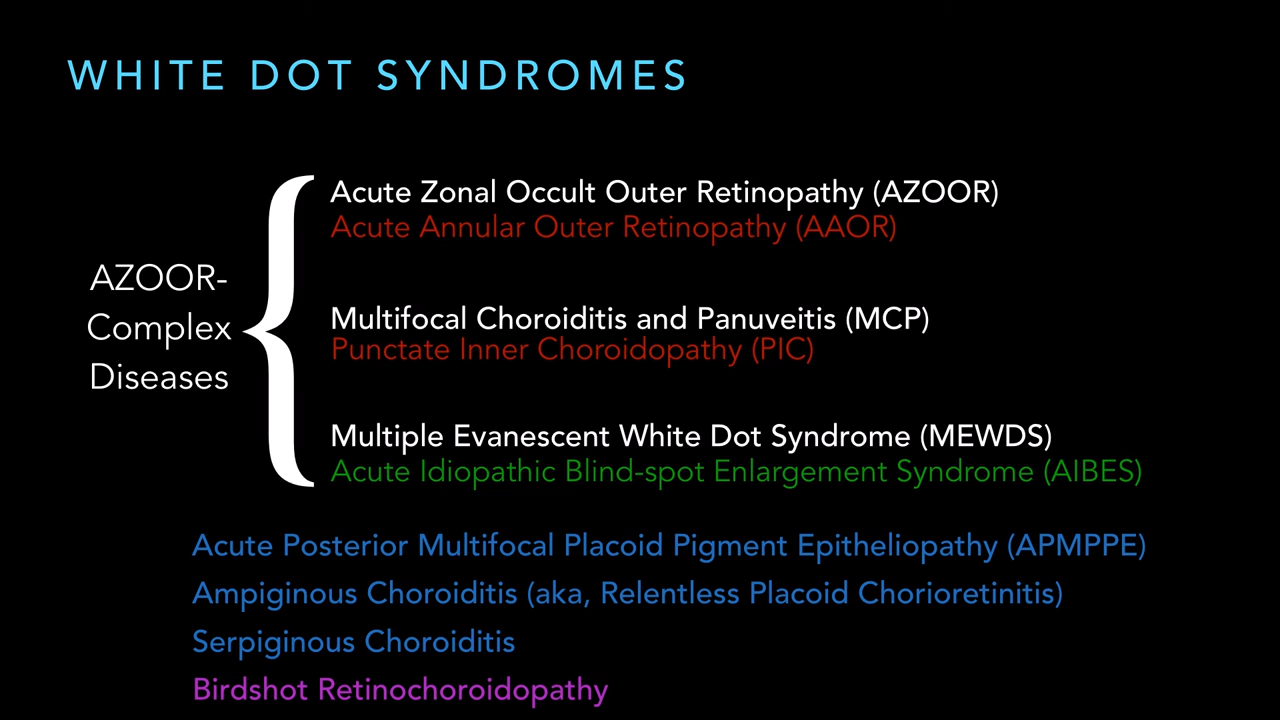 WHITE DOT SYNDROMES
Acute Zonal Occult Outer Retinopathy (AZOOR)
Acute Annular Outer Retinopathy (AAOR)
AZOOR-
Complex
Diseases
Multifocal Choroiditis and Panuveitis (MCP)
Punctate Inner Choroidopathy (PIC)
Multiple Evanescent White Dot Syndrome (MEWDS)
Acute Idiopathic Blind-spot Enlargement Syndrome (AIBES)
Acute Posterior Multifocal Placoid Pigment Epitheliopathy (APMPPE)
Ampiginous Choroiditis (aka, Relentless Placoid Chorioretinitis)
Serpiginous Choroiditis
Birdshot Retinochoroidopathy